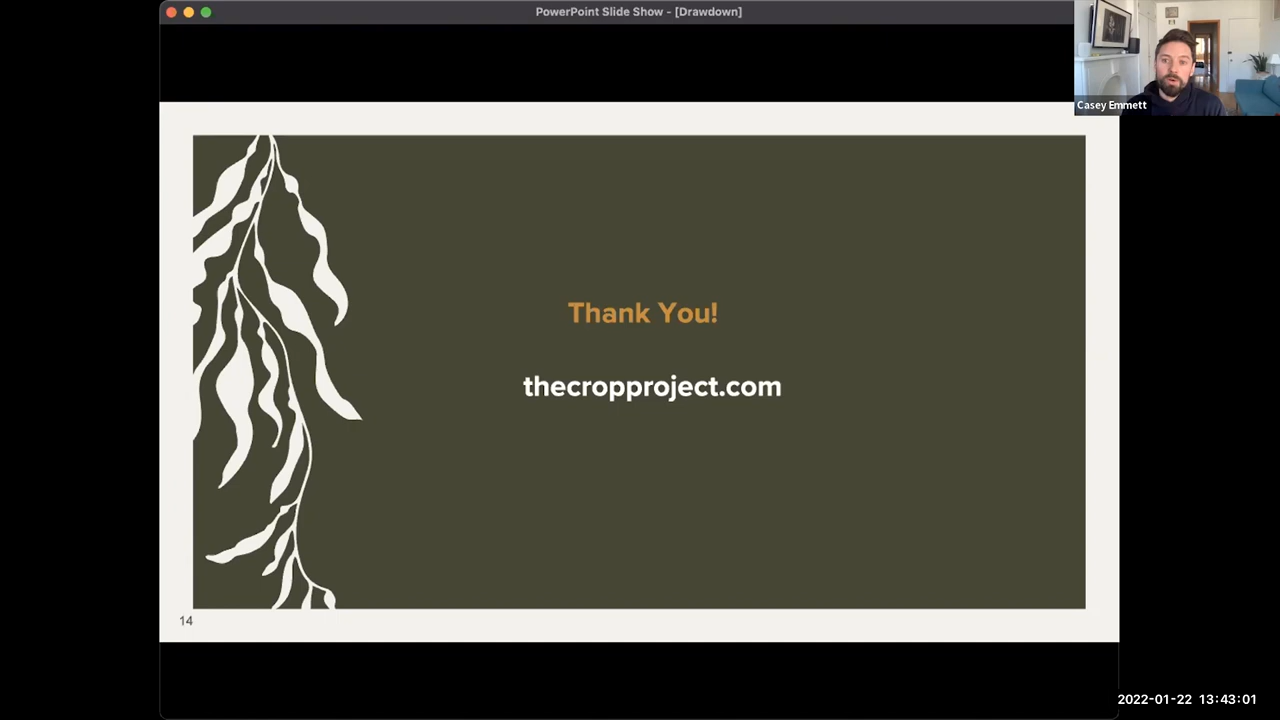 PowerPoint Slide Show - [Drawdown]
Casey Emmett
Thank You!
thecropproject.com
14
2022-01-22 13:43:01